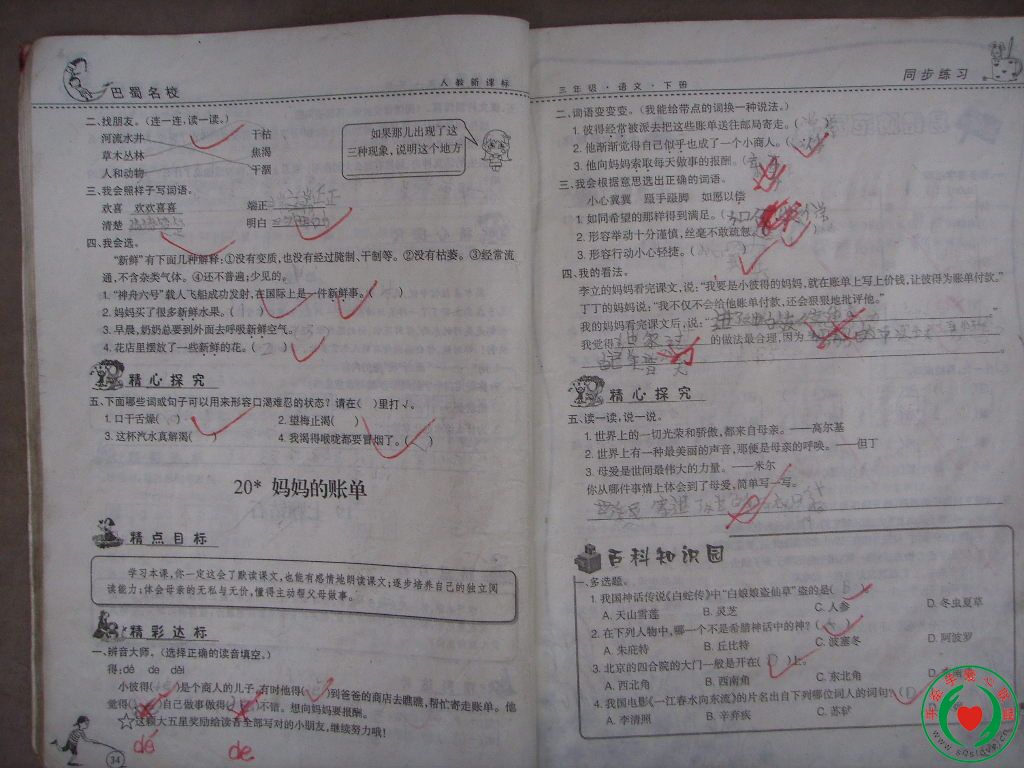 巴蜀名校
人教新课标
二、找朋友。(连一连,读一读。)
河流水井 干枯
草木丛林 焦渴
人和动物 干涸
如果那儿出现了这
三种现象,说明这个地方
三、我会照样子写词语。
欢喜 欢欢喜喜 端正
清楚 明白
四、我会选。
“新鲜”有下面几种解释:①没有变质,也没有经过腌制、干制等。②没有枯萎。③经常流
通,不含杂类气体。④还不普遍;少见的。
1. “神舟六号”载人飞船成功发射,在国际上是一件新鲜事。( )
2. 妈妈买了很多新鲜水果。( )
3. 早晨,奶奶总要到外面去呼吸新鲜空气。
4. 花店里摆放了一些新鲜的花。( )
精心探究
五、下面哪些词或句子可以用来形容口渴难忍的状态?请在( )里打√。
1. 口干舌燥( ) 2. 望梅止渴( )
3. 这杯汽水真解渴( ) 4. 我渴得喉咙都要冒烟了。(√)
20* 妈妈的账单
精点目标
学习本课,你一定这会了默读课文,也能有感情地朗读课文;逐步培养自己的独立阅
读能力;体会母亲的无私与无价,懂得主动帮父母做事。
精彩达标
一、辨音大师。(选择正确的读音填空。)
得:dé de děi
小彼得( )是个商人的儿子,有时他得( )到爸爸的商店去瞧瞧,帮忙寄走账单。他
觉得( )自己做事做得( )不错。想向妈妈要报酬。
☆这颗大五星奖励给读音全部写对的小朋友,继续努力哦!
dé de
34
三年级·语文·下册
同步练习
二、词语变变变。(我能给带点的词换一种说法。)
1. 彼得经常被派去把这些账单送往邮局寄走。(常常
2. 他渐渐觉得自己似乎也成了一个小商人。( )
3. 他向妈妈索取每天做事的报酬。( )
三、我会根据意思选出正确的词语。
小心翼翼 蹑手蹑脚 如愿以偿
1. 如同希望的那样得到满足。(
2. 形容举动十分谨慎,丝毫不敢疏忽。( )
3. 形容行动小心轻捷。( )
四、我的看法。
李立的妈妈看完课文,说:“我要是小彼得的妈妈,就在账单上写上价钱,让彼得为账单付款。”
丁丁的妈妈说:“我不仅不会给他账单付款,还会狠狠地批评他。”
我的妈妈看完课文后,说:“
我觉得 的做法最合理,因为
精心探究
五、读一读,说一说。
1. 世界上的一切光荣和骄傲,都来自母亲。——高尔基
2. 世界上有一种最美丽的声音,那便是母亲的呼唤。——但丁
3. 母爱是世间最伟大的力量。——米尔
你从哪件事情上体会到了母爱,简单写一写。
百科知识园
一、多选题。
1. 我国神话传说《白蛇传》中“白娘娘盗仙草”盗的是( B )
A. 天山雪莲 B. 灵芝 C. 人参 D. 冬虫夏草
2. 在下列人物中,哪一个不是希腊神话中的神?( )
A. 朱庇特 B. 丘比特 C. 波塞冬 D. 阿波罗
3. 北京的四合院的大门一般是开在( D )上。
A. 西北角 B. 西南角 C. 东北角 D.
4. 我国电影《一江春水向东流》的片名出自下列哪位词人的词句( D )
A. 李清照 B. 辛弃疾 C. 苏轼